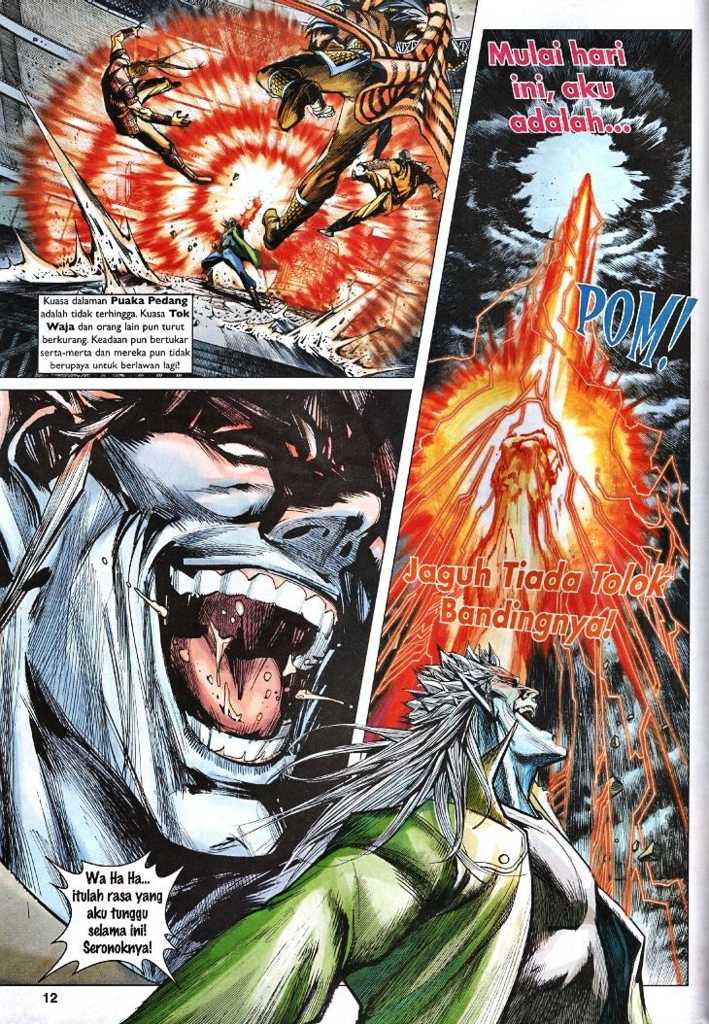 Kuasa dalaman Puaka Pedang
adalah tidak terhingga. Kuasa Tok
Waja dan orang lain pun turut
berkurang. Keadaan pun bertukar
serta-merta dan mereka pun tidak
berupaya untuk berlawan lagi!
Wa Ha Ha...
itulah rasa yang
aku tunggu
selama ini!
Seronoknya!
Mulai hari
ini, aku
adalah...
POM!
Jaguh Tiada Tolok
Bandingnya!
12